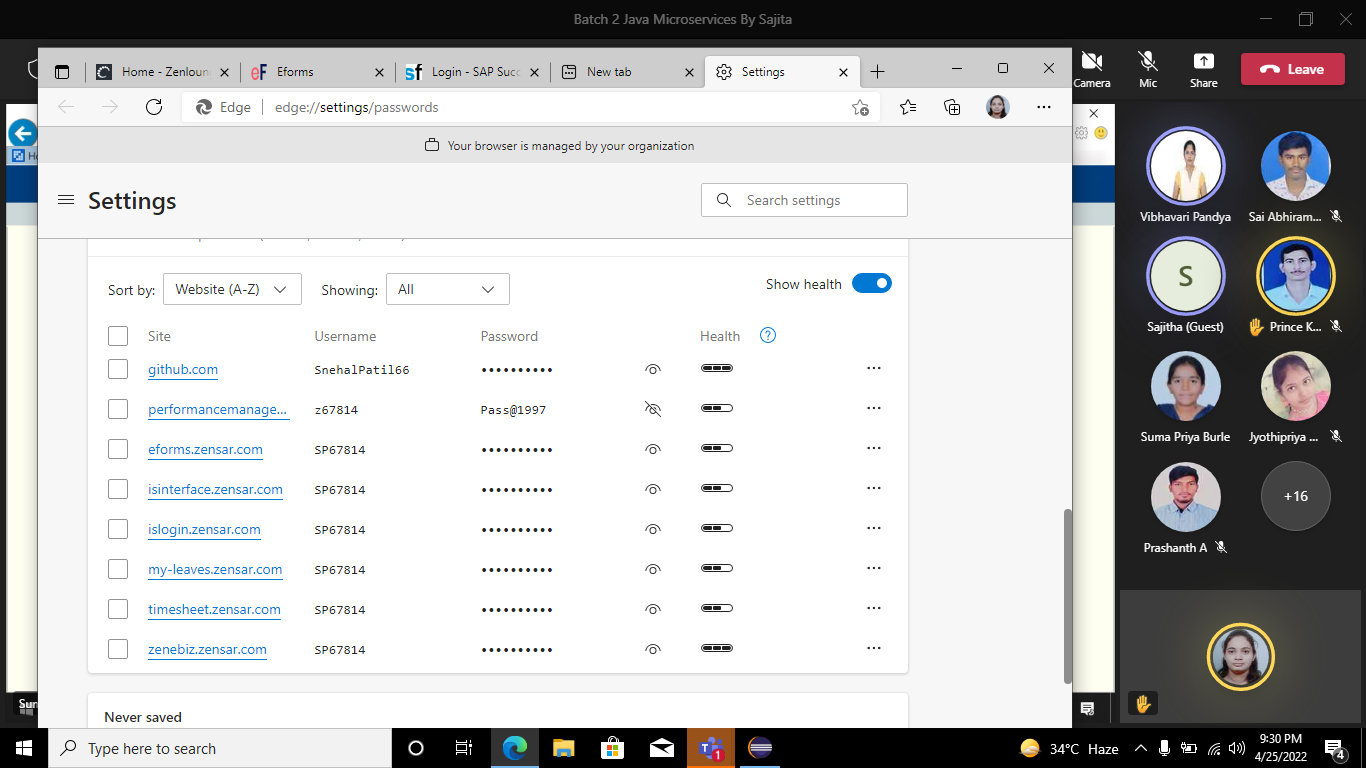 Batch 2 Java Microservices By Sajita
Home - Zenloun
Eforms
Login - SAP Succ
New tab
Settings
Camera
Mic
Share
Leave
Edge
edge://settings/passwords
Your browser is managed by your organization
Settings
Search settings
Sort by:
Website (A-Z)
Showing:
All
Show health
Site Username Password Health
github.com SnehalPatil66 ••••••••••
performancemanage... z67814 Pass@1997
eforms.zensar.com SP67814 ••••••••••
isinterface.zensar.com SP67814 ••••••••••
islogin.zensar.com SP67814 ••••••••••
my-leaves.zensar.com SP67814 ••••••••••
timesheet.zensar.com SP67814 ••••••••••
zenebiz.zensar.com SP67814 ••••••••••
Never saved
Vibhavari Pandya
Sai Abhiram...
S
Sajitha (Guest)
Prince K...
Suma Priya Burle
Jyothipriya ...
Prashanth A
+16
Type here to search
1
34°C Haze
9:30 PM
4/25/2022
4